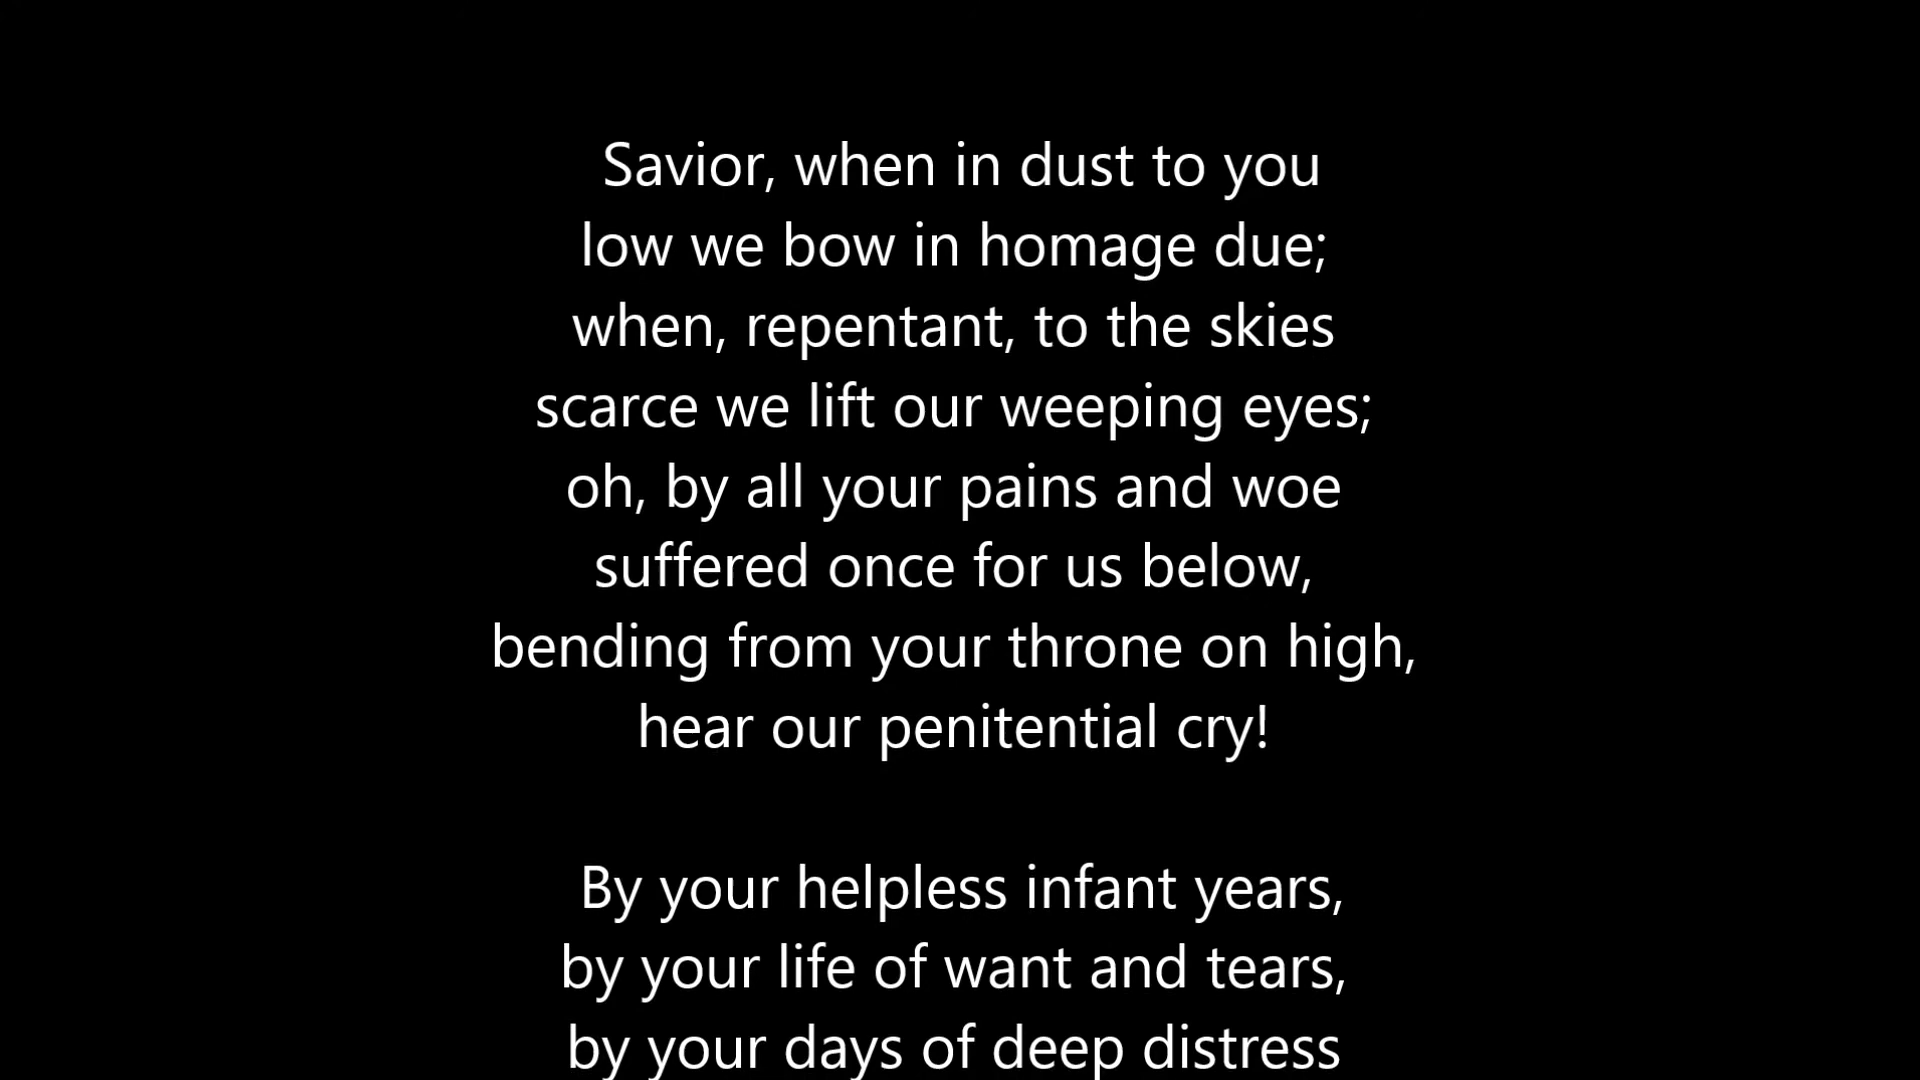 Savior, when in dust to you
low we bow in homage due;
when, repentant, to the skies
scarce we lift our weeping eyes;
oh, by all your pains and woe
suffered once for us below,
bending from your throne on high,
hear our penitential cry!
By your helpless infant years,
by your life of want and tears,
by your days of deep distress